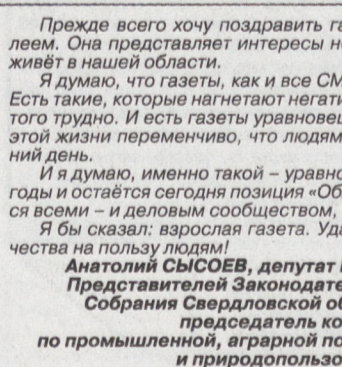 Прежде всего хочу поздравить га
леем. Она представляет интересы н
живёт в нашей области.
Я думаю, что газеты, как и все СМ
Есть такие, которые нагнетают негати
того трудно. И есть газеты уравновеш
этой жизни переменчиво, что людям
ний день.
И я думаю, именно такой – уравно
годы и остаётся сегодня позиция «Об
ся всеми – и деловым сообществом,
Я бы сказал: взрослая газета. Уда
чества на пользу людям!
Анатолий СЫСОЕВ, депутат
Представителей Законодате
Собрания Свердловской об
председатель ко
по промышленной, аграрной по
и природопользо